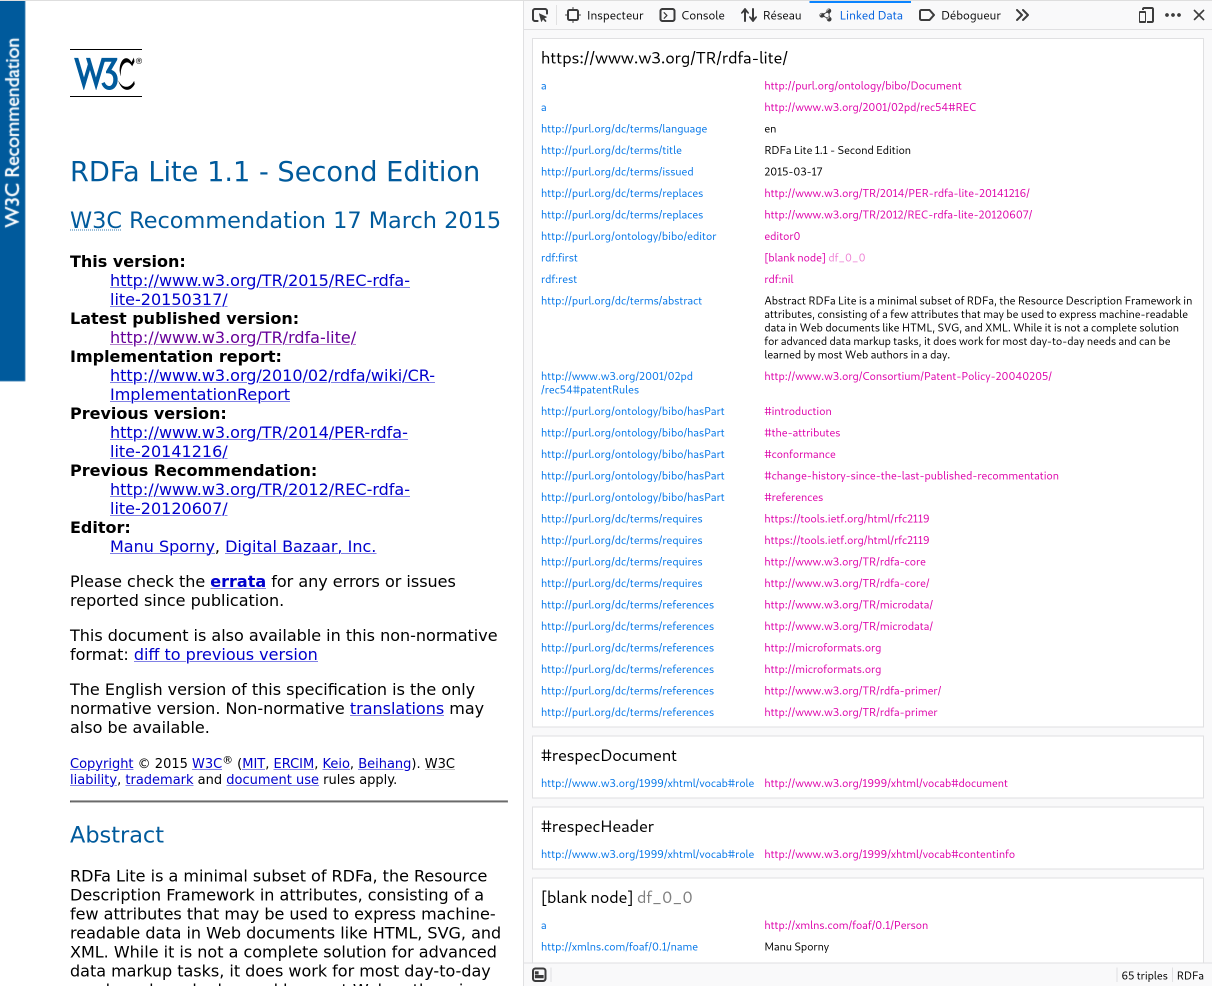 W3C Recommendation
W3C®
RDFa Lite 1.1 - Second Edition
W3C Recommendation 17 March 2015
This version:
http://www.w3.org/TR/2015/REC-rdfa-
lite-20150317/
Latest published version:
http://www.w3.org/TR/rdfa-lite/
Implementation report:
http://www.w3.org/2010/02/rdfa/wiki/CR-
ImplementationReport
Previous version:
http://www.w3.org/TR/2014/PER-rdfa-
lite-20141216/
Previous Recommendation:
http://www.w3.org/TR/2012/REC-rdfa-
lite-20120607/
Editor:
Manu Sporny, Digital Bazaar, Inc.
Please check the errata for any errors or issues
reported since publication.
This document is also available in this non-normative
format: diff to previous version
The English version of this specification is the only
normative version. Non-normative translations may
also be available.
Copyright © 2015 W3C® (MIT, ERCIM, Keio, Beihang). W3C
liability, trademark and document use rules apply.
Abstract
RDFa Lite is a minimal subset of RDFa, the Resource
Description Framework in attributes, consisting of a
few attributes that may be used to express machine-
readable data in Web documents like HTML, SVG, and
XML. While it is not a complete solution for advanced
data markup tasks, it does work for most day-to-day
Inspecteur Console Réseau Linked Data Débogueur
https://www.w3.org/TR/rdfa-lite/
a http://purl.org/ontology/bibo/Document
a http://www.w3.org/2001/02pd/rec54#REC
http://purl.org/dc/terms/language en
http://purl.org/dc/terms/title RDFa Lite 1.1 - Second Edition
http://purl.org/dc/terms/issued 2015-03-17
http://purl.org/dc/terms/replaces http://www.w3.org/TR/2014/PER-rdfa-lite-20141216/
http://purl.org/dc/terms/replaces http://www.w3.org/TR/2012/REC-rdfa-lite-20120607/
http://purl.org/ontology/bibo/editor editor0
rdf:first [blank node] df_0_0
rdf:rest rdf:nil
http://purl.org/dc/terms/abstract Abstract RDFa Lite is a minimal subset of RDFa, the Resource Description Framework in
attributes, consisting of a few attributes that may be used to express machine-readable
data in Web documents like HTML, SVG, and XML. While it is not a complete solution
for advanced data markup tasks, it does work for most day-to-day needs and can be
learned by most Web authors in a day.
http://www.w3.org/2001/02pd http://www.w3.org/Consortium/Patent-Policy-20040205/
/rec54#patentRules
http://purl.org/ontology/bibo/hasPart #introduction
http://purl.org/ontology/bibo/hasPart #the-attributes
http://purl.org/ontology/bibo/hasPart #conformance
http://purl.org/ontology/bibo/hasPart #change-history-since-the-last-published-recommentation
http://purl.org/ontology/bibo/hasPart #references
http://purl.org/dc/terms/requires https://tools.ietf.org/html/rfc2119
http://purl.org/dc/terms/requires https://tools.ietf.org/html/rfc2119
http://purl.org/dc/terms/requires http://www.w3.org/TR/rdfa-core
http://purl.org/dc/terms/requires http://www.w3.org/TR/rdfa-core/
http://purl.org/dc/terms/references http://www.w3.org/TR/microdata/
http://purl.org/dc/terms/references http://www.w3.org/TR/microdata/
http://purl.org/dc/terms/references http://microformats.org
http://purl.org/dc/terms/references http://microformats.org
http://purl.org/dc/terms/references http://www.w3.org/TR/rdfa-primer/
http://purl.org/dc/terms/references http://www.w3.org/TR/rdfa-primer
#respecDocument
http://www.w3.org/1999/xhtml/vocab#role http://www.w3.org/1999/xhtml/vocab#document
#respecHeader
http://www.w3.org/1999/xhtml/vocab#role http://www.w3.org/1999/xhtml/vocab#contentinfo
[blank node] df_0_0
a http://xmlns.com/foaf/0.1/Person
http://xmlns.com/foaf/0.1/name Manu Sporny
65 triples RDFa